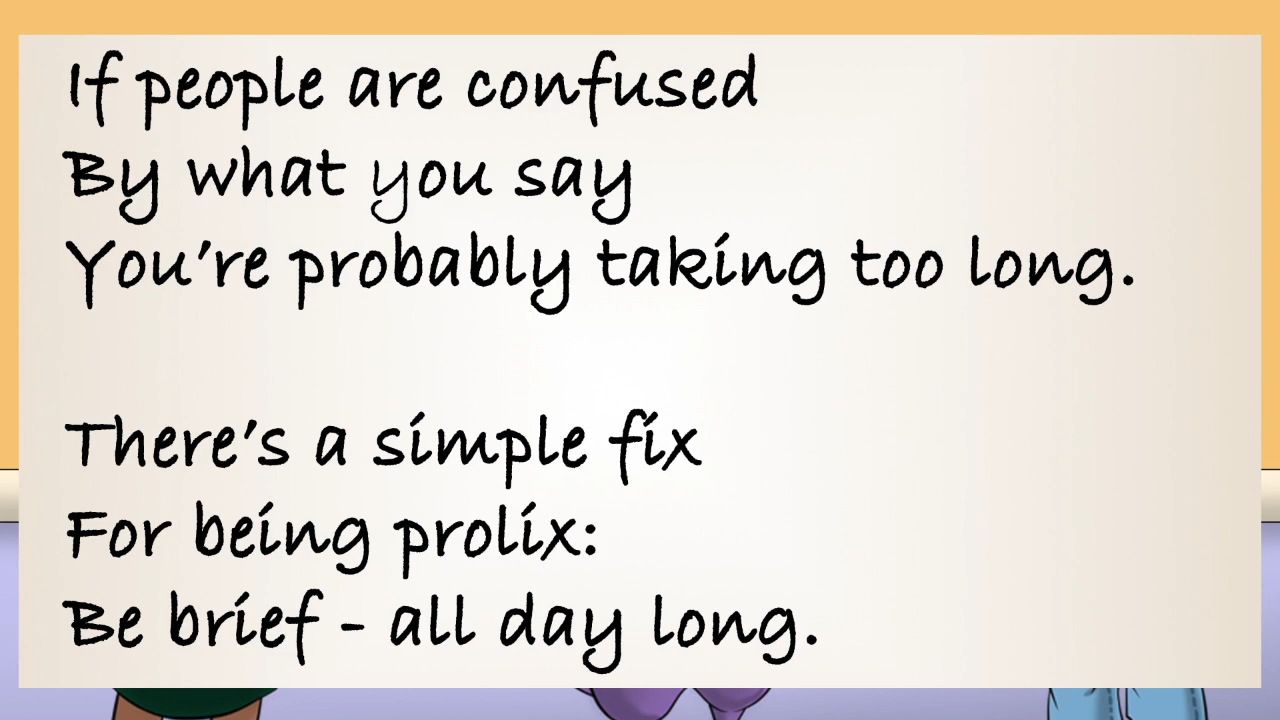 If people are confused
By what you say
You're probably taking too long.
There's a simple fix
For being prolix:
Be brief - all day long.